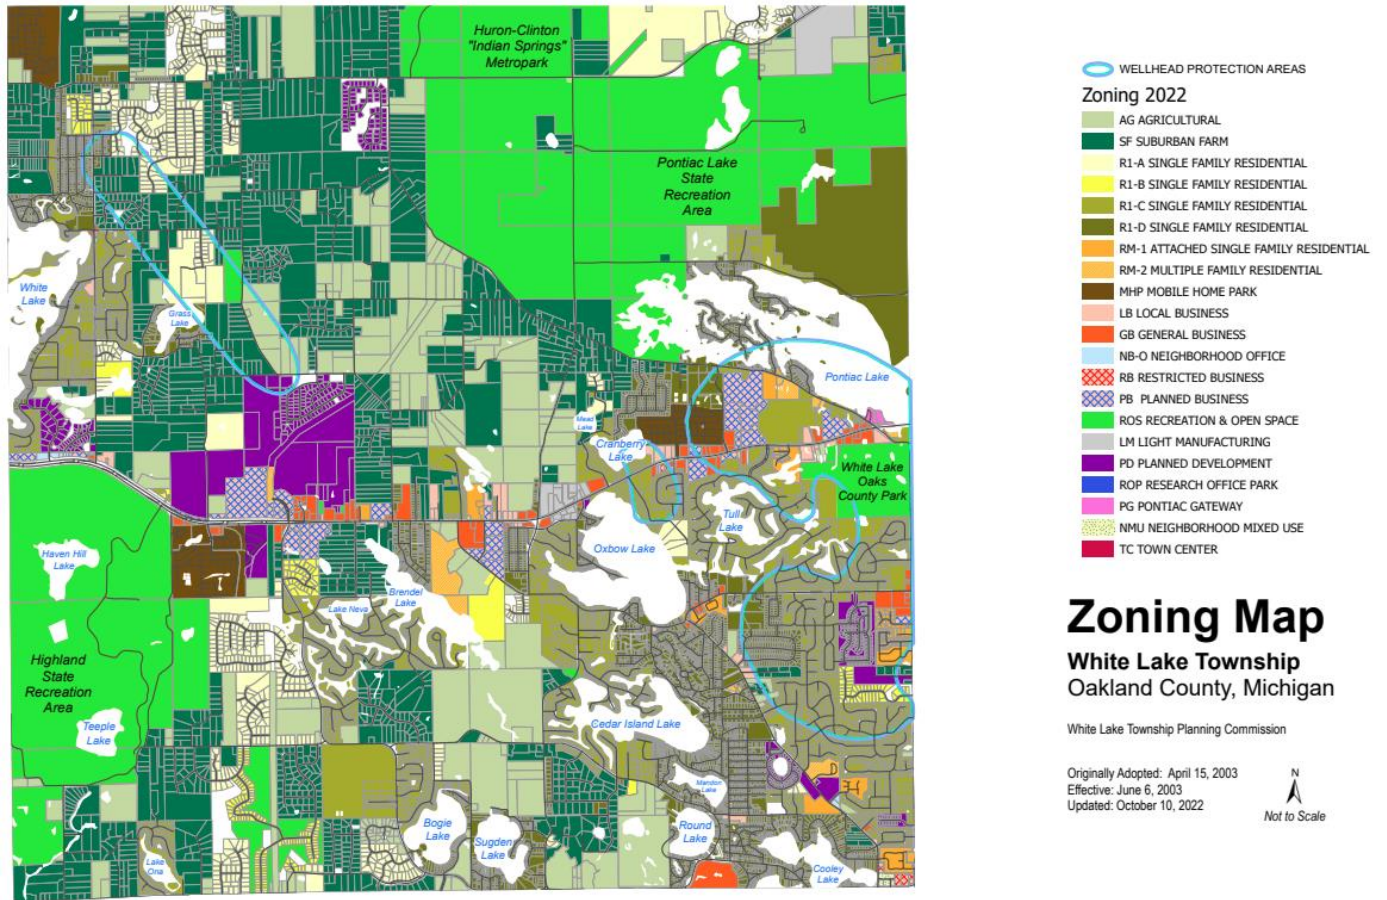 Huron-Clinton
"Indian Springs"
Metropark
Pontiac Lake
State
Recreation
Area
White
Lake
Grass
Lake
Pontiac Lake
Mead
Lake
Cranberry
Lake
White Lake
Oaks
County Park
Tull
Lake
Oxbow Lake
Haven Hill
Lake
Brendel
Lake
Lake Neva
Highland
State
Recreation
Area
Teeple
Lake
Cedar Island Lake
Mandon
Lake
Bogie
Lake
Sugden
Lake
Round
Lake
Lake
Ona
Cooley
Lake
WELLHEAD PROTECTION AREAS
Zoning 2022
AG AGRICULTURAL
SF SUBURBAN FARM
R1-A SINGLE FAMILY RESIDENTIAL
R1-B SINGLE FAMILY RESIDENTIAL
R1-C SINGLE FAMILY RESIDENTIAL
R1-D SINGLE FAMILY RESIDENTIAL
RM-1 ATTACHED SINGLE FAMILY RESIDENTIAL
RM-2 MULTIPLE FAMILY RESIDENTIAL
MHP MOBILE HOME PARK
LB LOCAL BUSINESS
GB GENERAL BUSINESS
NB-O NEIGHBORHOOD OFFICE
RB RESTRICTED BUSINESS
PB PLANNED BUSINESS
ROS RECREATION & OPEN SPACE
LM LIGHT MANUFACTURING
PD PLANNED DEVELOPMENT
ROP RESEARCH OFFICE PARK
PG PONTIAC GATEWAY
NMU NEIGHBORHOOD MIXED USE
TC TOWN CENTER
Zoning Map
White Lake Township
Oakland County, Michigan
White Lake Township Planning Commission
Originally Adopted: April 15, 2003
Effective: June 6, 2003
Updated: October 10, 2022
N
Not to Scale